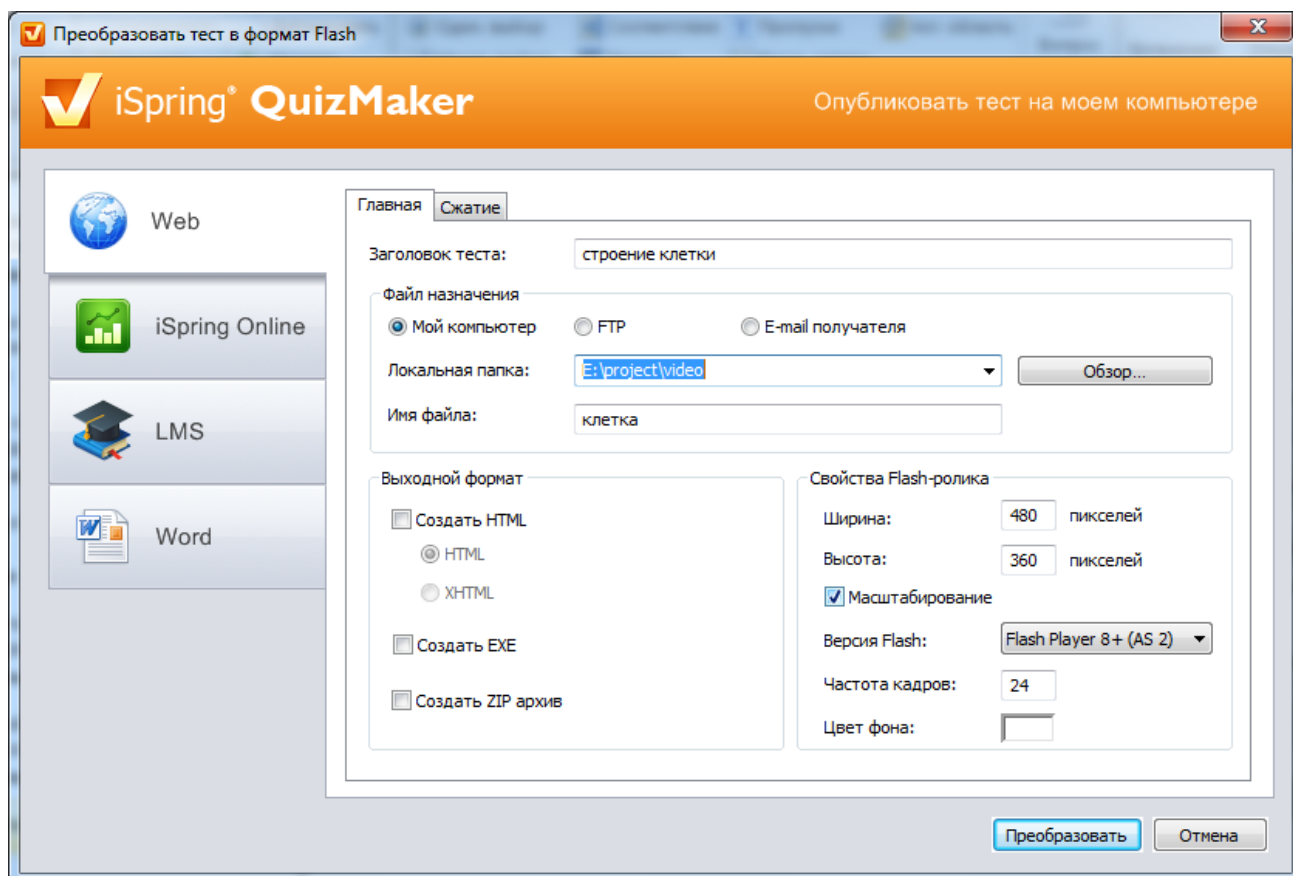 Преобразовать тест в формат Flash
iSpring® QuizMaker
Опубликовать тест на моем компьютере
Web
iSpring Online
LMS
Word
Главная
Сжатие
Заголовок теста: строение клетки
Файл назначения
Мой компьютер FTP E-mail получателя
Локальная папка: E:\project\video Обзор...
Имя файла: клетка
Выходной формат
Создать HTML
HTML
XHTML
Создать EXE
Создать ZIP архив
Свойства Flash-ролика
Ширина: 480 пикселей
Высота: 360 пикселей
Масштабирование
Версия Flash: Flash Player 8+ (AS 2)
Частота кадров: 24
Цвет фона:
Преобразовать Отмена